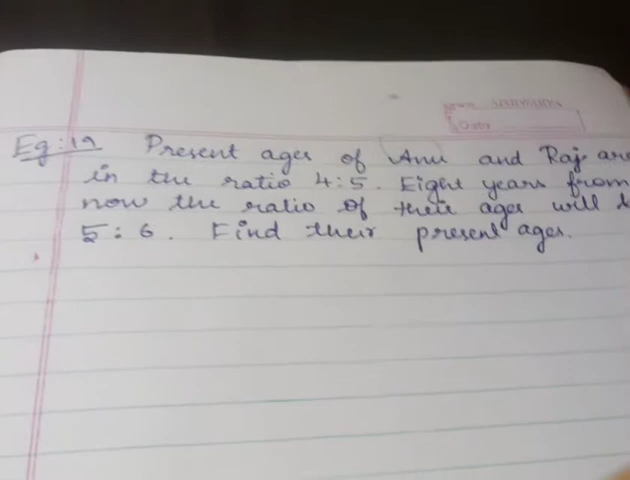 Date
Eg:19 Present ages of Anu and Raj are
in the ratio 4:5. Eight years from
now the ratio of their ages will
5:6. Find their present ages.